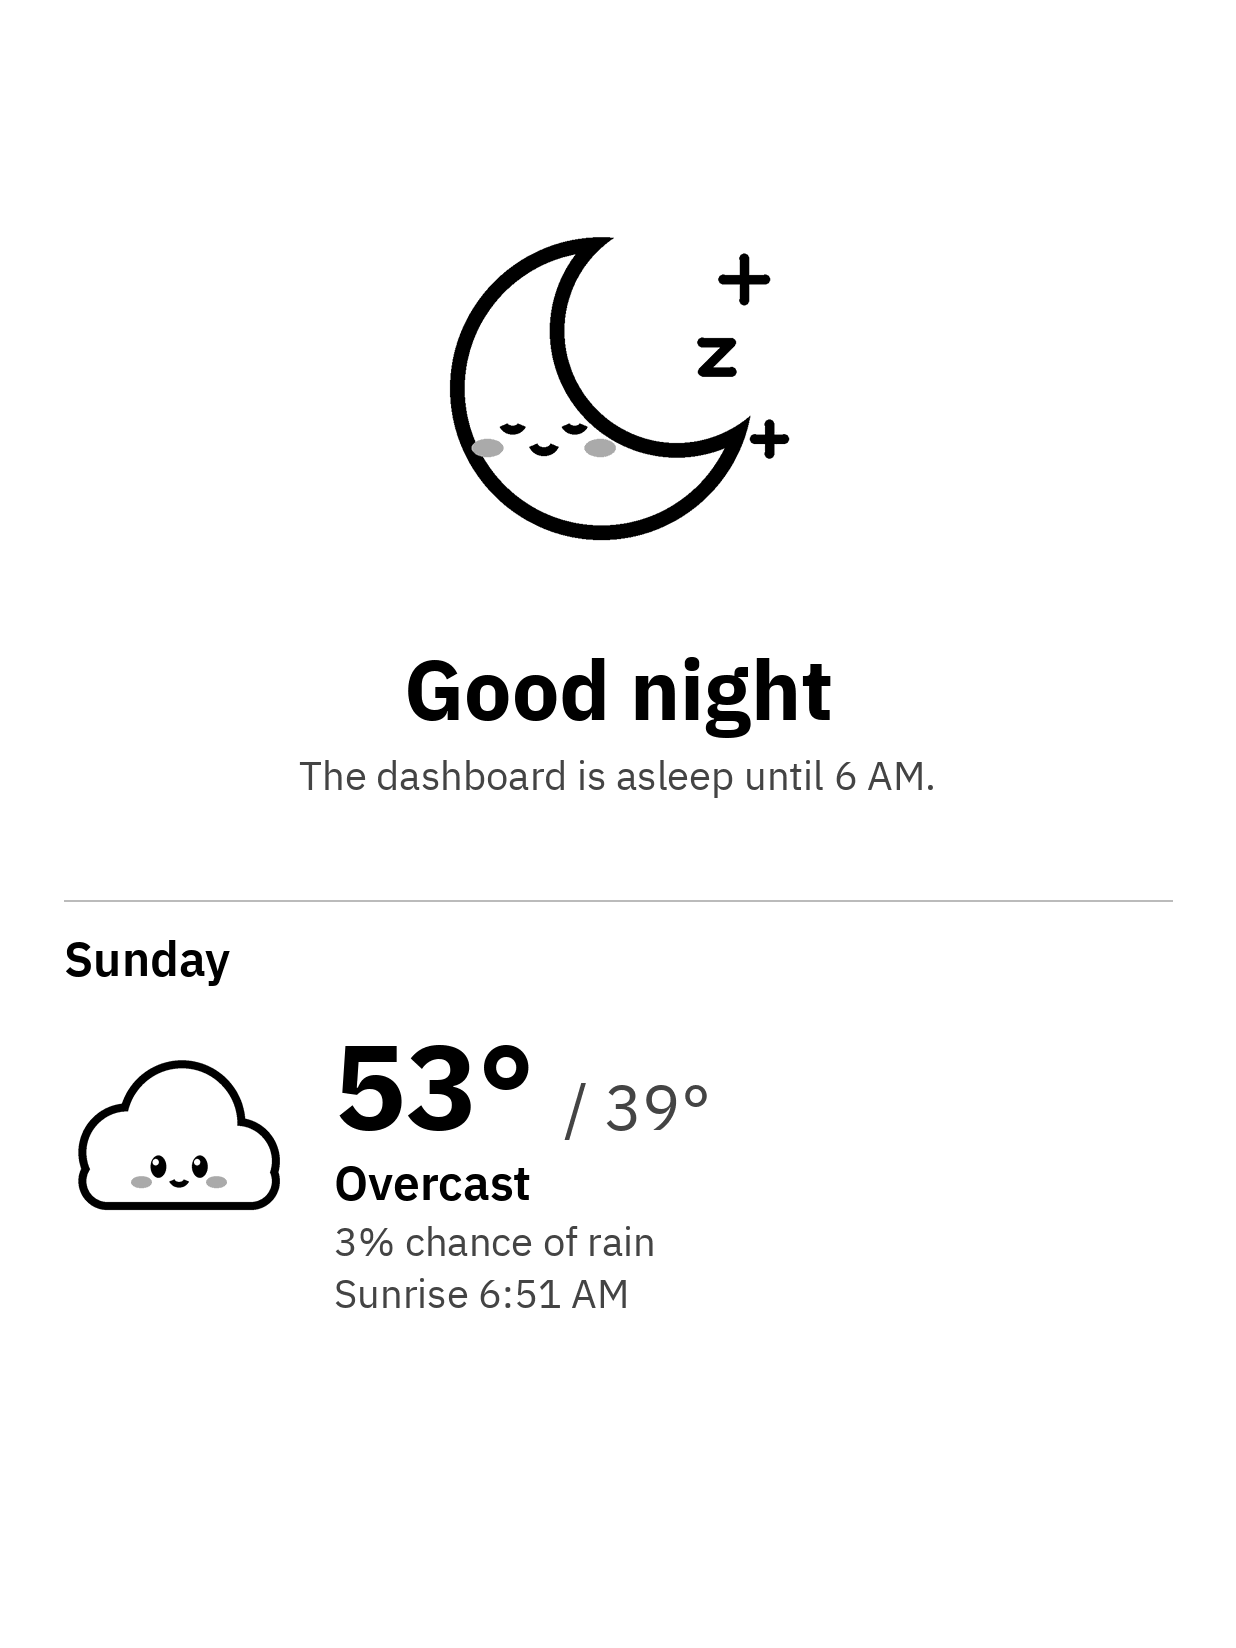 z
Good night
The dashboard is asleep until 6 AM.
Sunday
53° / 39°
Overcast
3% chance of rain
Sunrise 6:51 AM